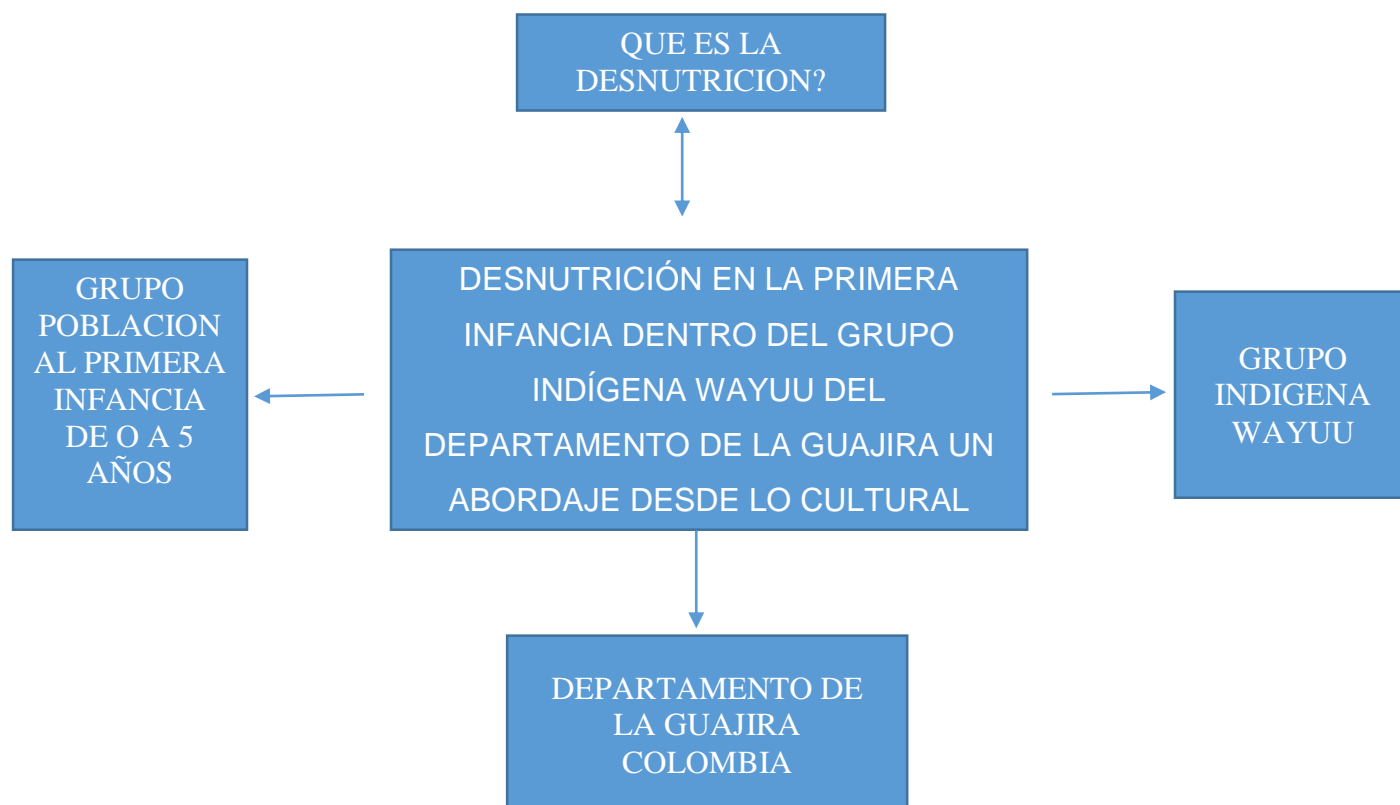 QUE ES LA
DESNUTRICION?
DESNUTRICIÓN EN LA PRIMERA
INFANCIA DENTRO DEL GRUPO
INDÍGENA WAYUU DEL
DEPARTAMENTO DE LA GUAJIRA UN
ABORDAJE DESDE LO CULTURAL
GRUPO
POBLACION
AL PRIMERA
INFANCIA
DE O A 5
AÑOS
GRUPO
INDIGENA
WAYUU
DEPARTAMENTO DE
LA GUAJIRA
COLOMBIA